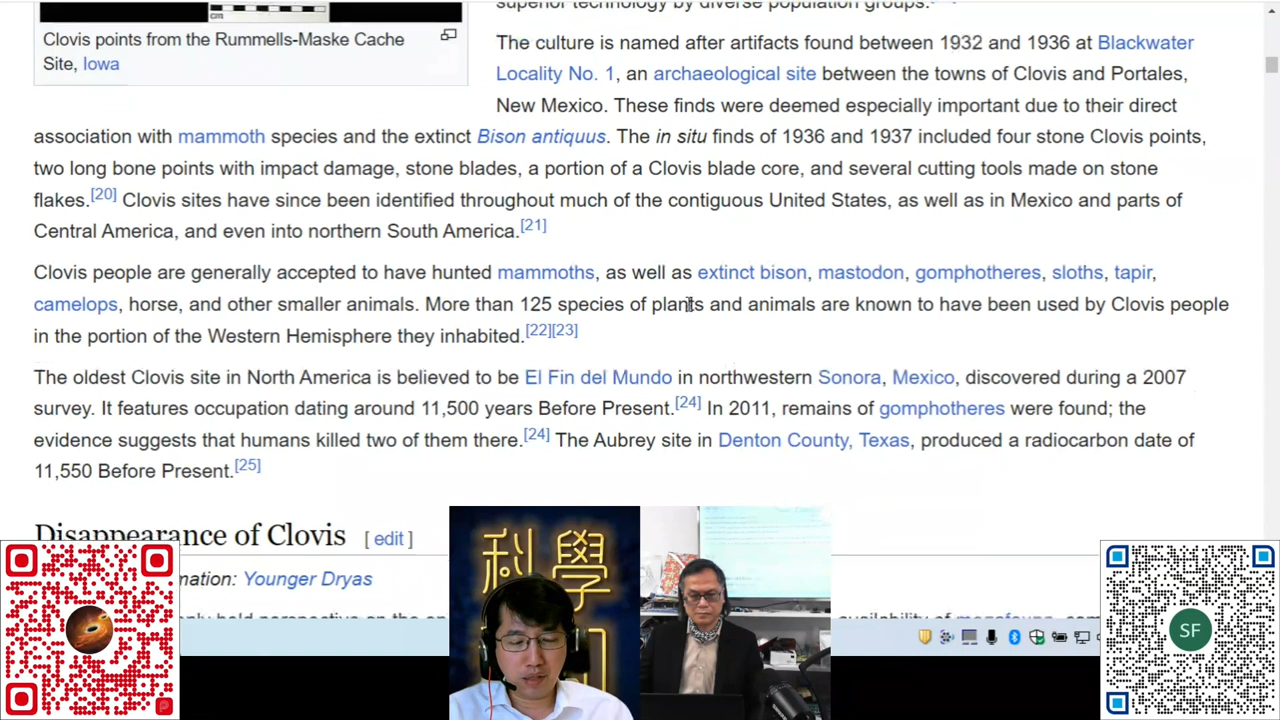 superior technology by diverse population groups.
cm
Clovis points from the Rummells-Maske Cache
Site, Iowa
The culture is named after artifacts found between 1932 and 1936 at Blackwater
Locality No. 1, an archaeological site between the towns of Clovis and Portales,
New Mexico. These finds were deemed especially important due to their direct
association with mammoth species and the extinct Bison antiquus. The in situ finds of 1936 and 1937 included four stone Clovis points,
two long bone points with impact damage, stone blades, a portion of a Clovis blade core, and several cutting tools made on stone
flakes.[20] Clovis sites have since been identified throughout much of the contiguous United States, as well as in Mexico and parts of
Central America, and even into northern South America.[21]
Clovis people are generally accepted to have hunted mammoths, as well as extinct bison, mastodon, gomphotheres, sloths, tapir,
camelops, horse, and other smaller animals. More than 125 species of plants and animals are known to have been used by Clovis people
in the portion of the Western Hemisphere they inhabited.[22][23]
The oldest Clovis site in North America is believed to be El Fin del Mundo in northwestern Sonora, Mexico, discovered during a 2007
survey. It features occupation dating around 11,500 years Before Present.[24] In 2011, remains of gomphotheres were found; the
evidence suggests that humans killed two of them there.[24] The Aubrey site in Denton County, Texas, produced a radiocarbon date of
11,550 Before Present.[25]
Disappearance of Clovis [ edit ]
Younger Dryas
科學
SF